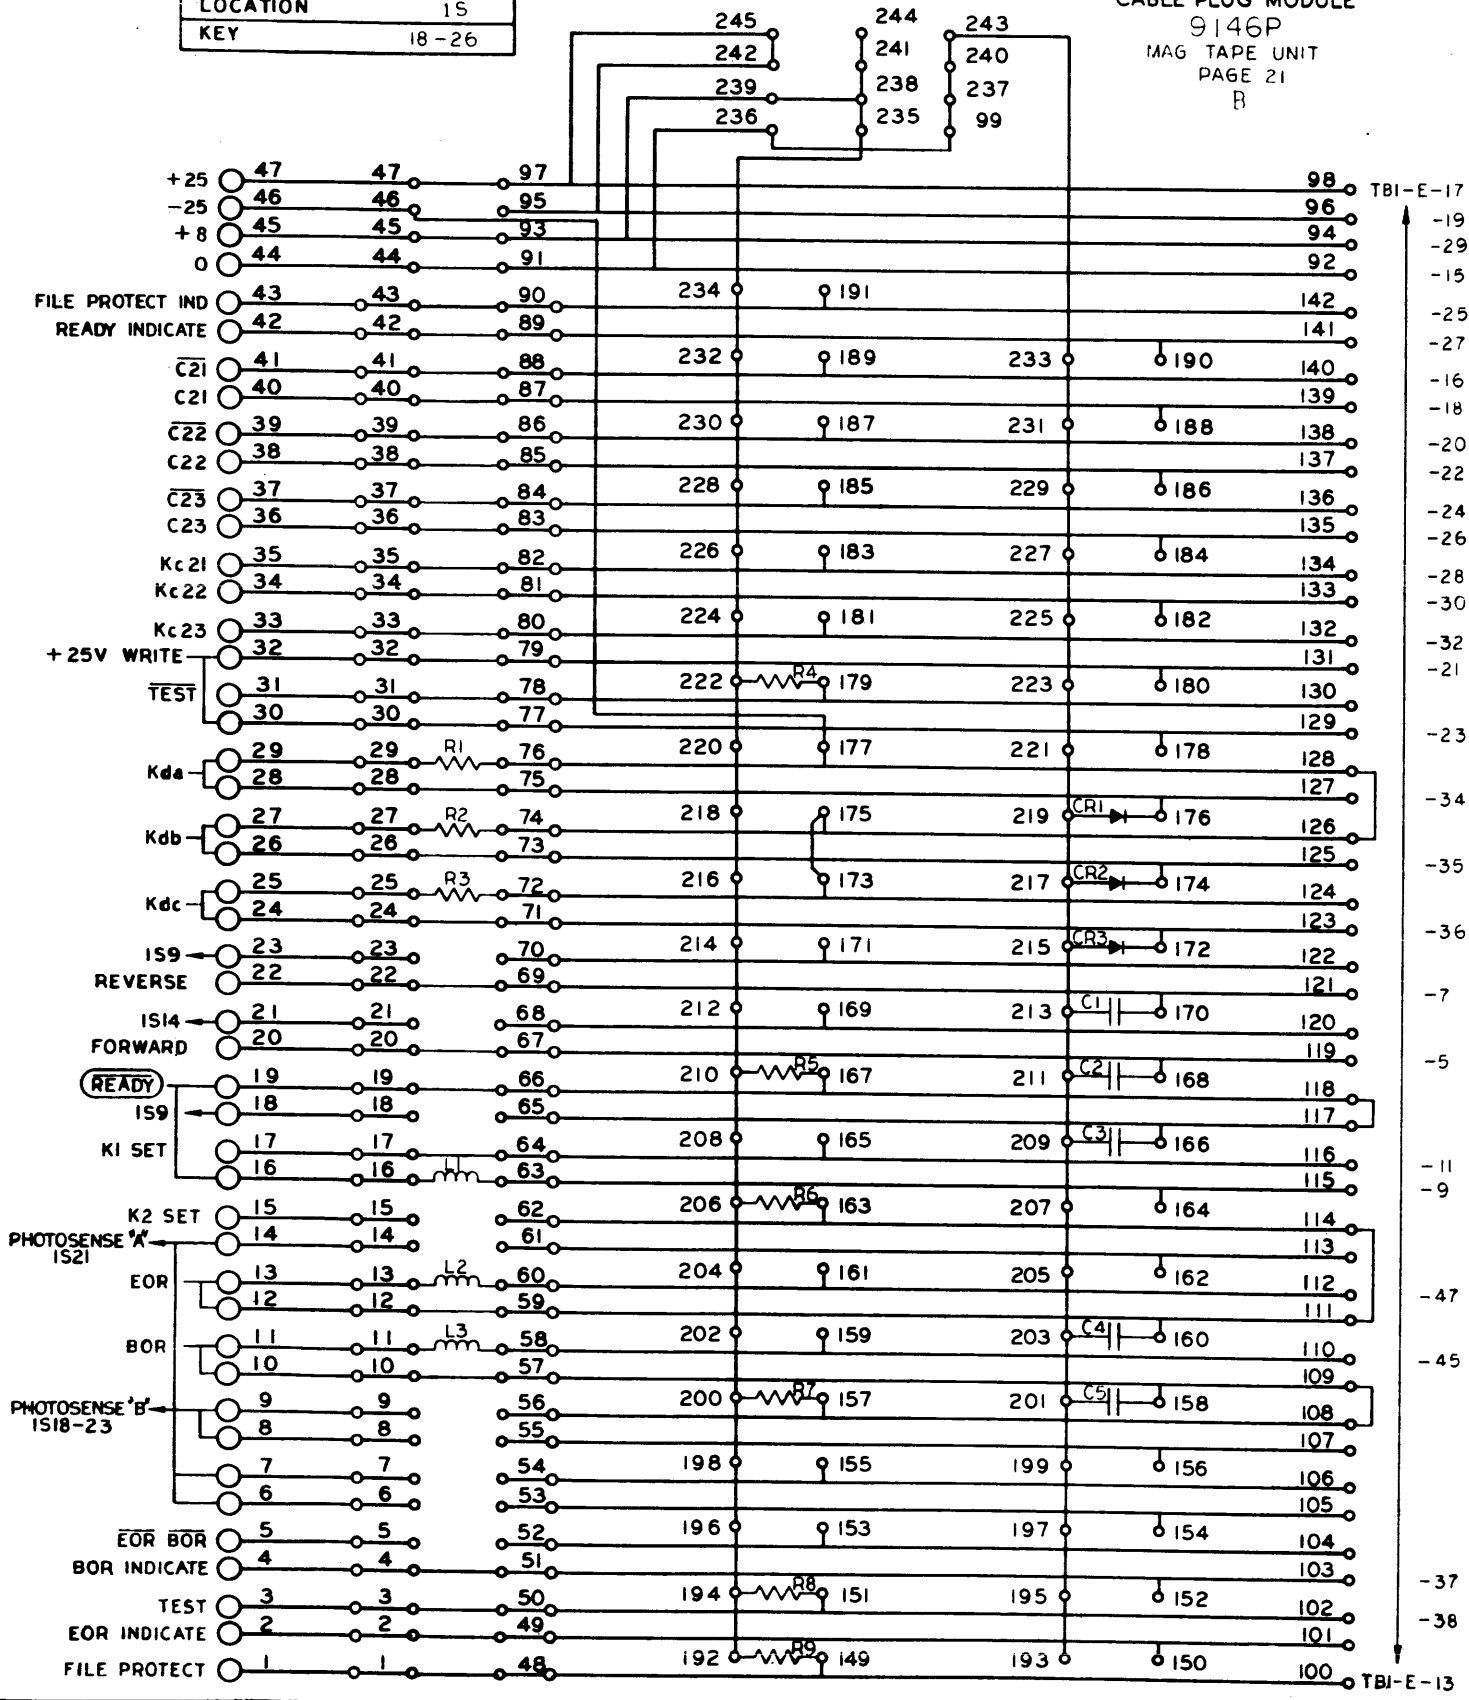 LOCATION 1S
KEY 18-26
CABLE PLUG MODULE
9146P
MAG TAPE UNIT
PAGE 21
B
245 244 243
242 241 240
239 238 237
236 235 99
+25 47 47 97 98 TB1-E-17
-25 46 46 95 96 -19
+8 45 45 93 94 -29
0 44 44 91 92 -15
FILE PROTECT IND 43 43 90 234 191 142 -25
READY INDICATE 42 42 89 141 -27
C21 41 41 88 232 189 233 190 140 -16
C21 40 40 87 139 -18
C22 39 39 86 230 187 231 188 138 -20
C22 38 38 85 137 -22
C23 37 37 84 228 185 229 186 136 -24
C23 36 36 83 135 -26
Kc21 35 35 82 226 183 227 184 134 -28
Kc22 34 34 81 133 -30
Kc23 33 33 80 224 181 225 182 132 -32
+25V WRITE 32 32 79 131 -21
TEST 31 31 78 222 R4 179 223 180 130
30 30 77 129 -23
Kda 29 29 R1 76 220 177 221 178 128
28 28 75 127 -34
Kdb 27 27 R2 74 218 175 219 CR1 176 126
26 26 73 125 -35
Kdc 25 25 R3 72 216 173 217 CR2 174 124
24 24 71 123 -36
1S9 23 23 70 214 171 215 CR3 172 122
REVERSE 22 22 69 121 -7
1S14 21 21 68 212 169 213 C1 170 120
FORWARD 20 20 67 119 -5
READY 19 19 66 210 R5 167 211 C2 168 118
1S9 18 18 65 117
K1 SET 17 17 64 208 165 209 C3 166 116 -11
16 16 L1 63 115 -9
K2 SET 15 15 62 206 R6 163 207 164 114
PHOTOSENSE "A" 14 14 61 113
1S21
EOR 13 13 L2 60 204 161 205 162 112 -47
12 12 59 111
BOR 11 11 L3 58 202 159 203 C4 160 110 -45
10 10 57 109
PHOTOSENSE "B" 9 9 56 200 R7 157 201 C5 158 108
1S18-23 8 8 55 107
7 7 54 198 155 199 156 106
6 6 53 105
EOR BOR 5 5 52 196 153 197 154 104
BOR INDICATE 4 4 51 103 -37
TEST 3 3 50 194 R8 151 195 152 102 -38
EOR INDICATE 2 2 49 101
FILE PROTECT 1 1 48 192 R9 149 193 150 100 TB1-E-13